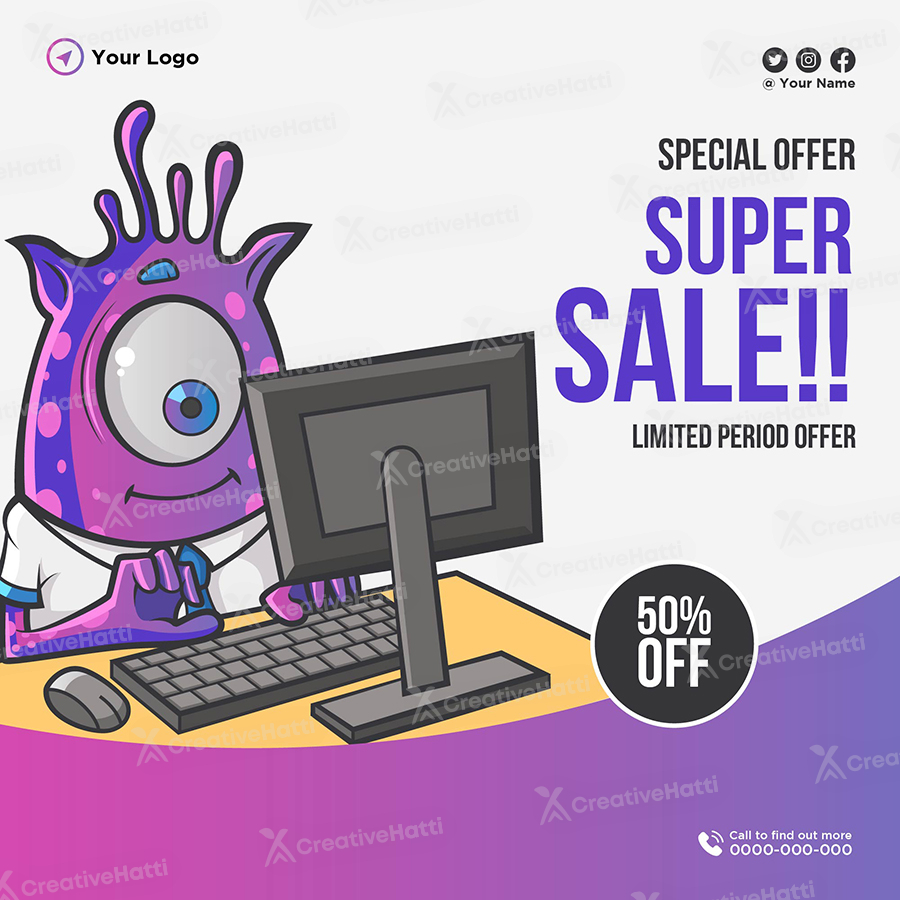 Your Logo
@ Your Name
SPECIAL OFFER
SUPER
SALE!!
LIMITED PERIOD OFFER
50%
OFF
Call to find out more
0000-000-000
CreativeHatti